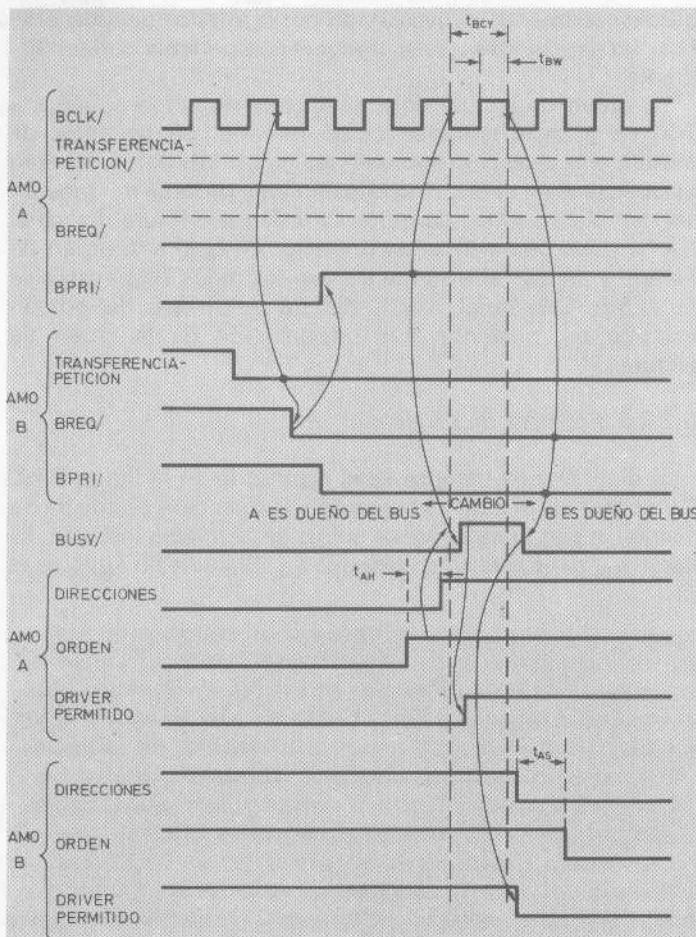 tBCY
tBW
BCLK/
TRANSFERENCIA-
PETICION/
AMO
A
BREQ/
BPRI/
TRANSFERENCIA-
PETICION
AMO
B
BREQ/
BPRI/
A ES DUEÑO DEL BUS
CAMBIO
B ES DUEÑO DEL BUS
BUSY/
tAH
DIRECCIONES
AMO
A
ORDEN
DRIVER
PERMITIDO
tAS
DIRECCIONES
AMO
B
ORDEN
DRIVER
PERMITIDO